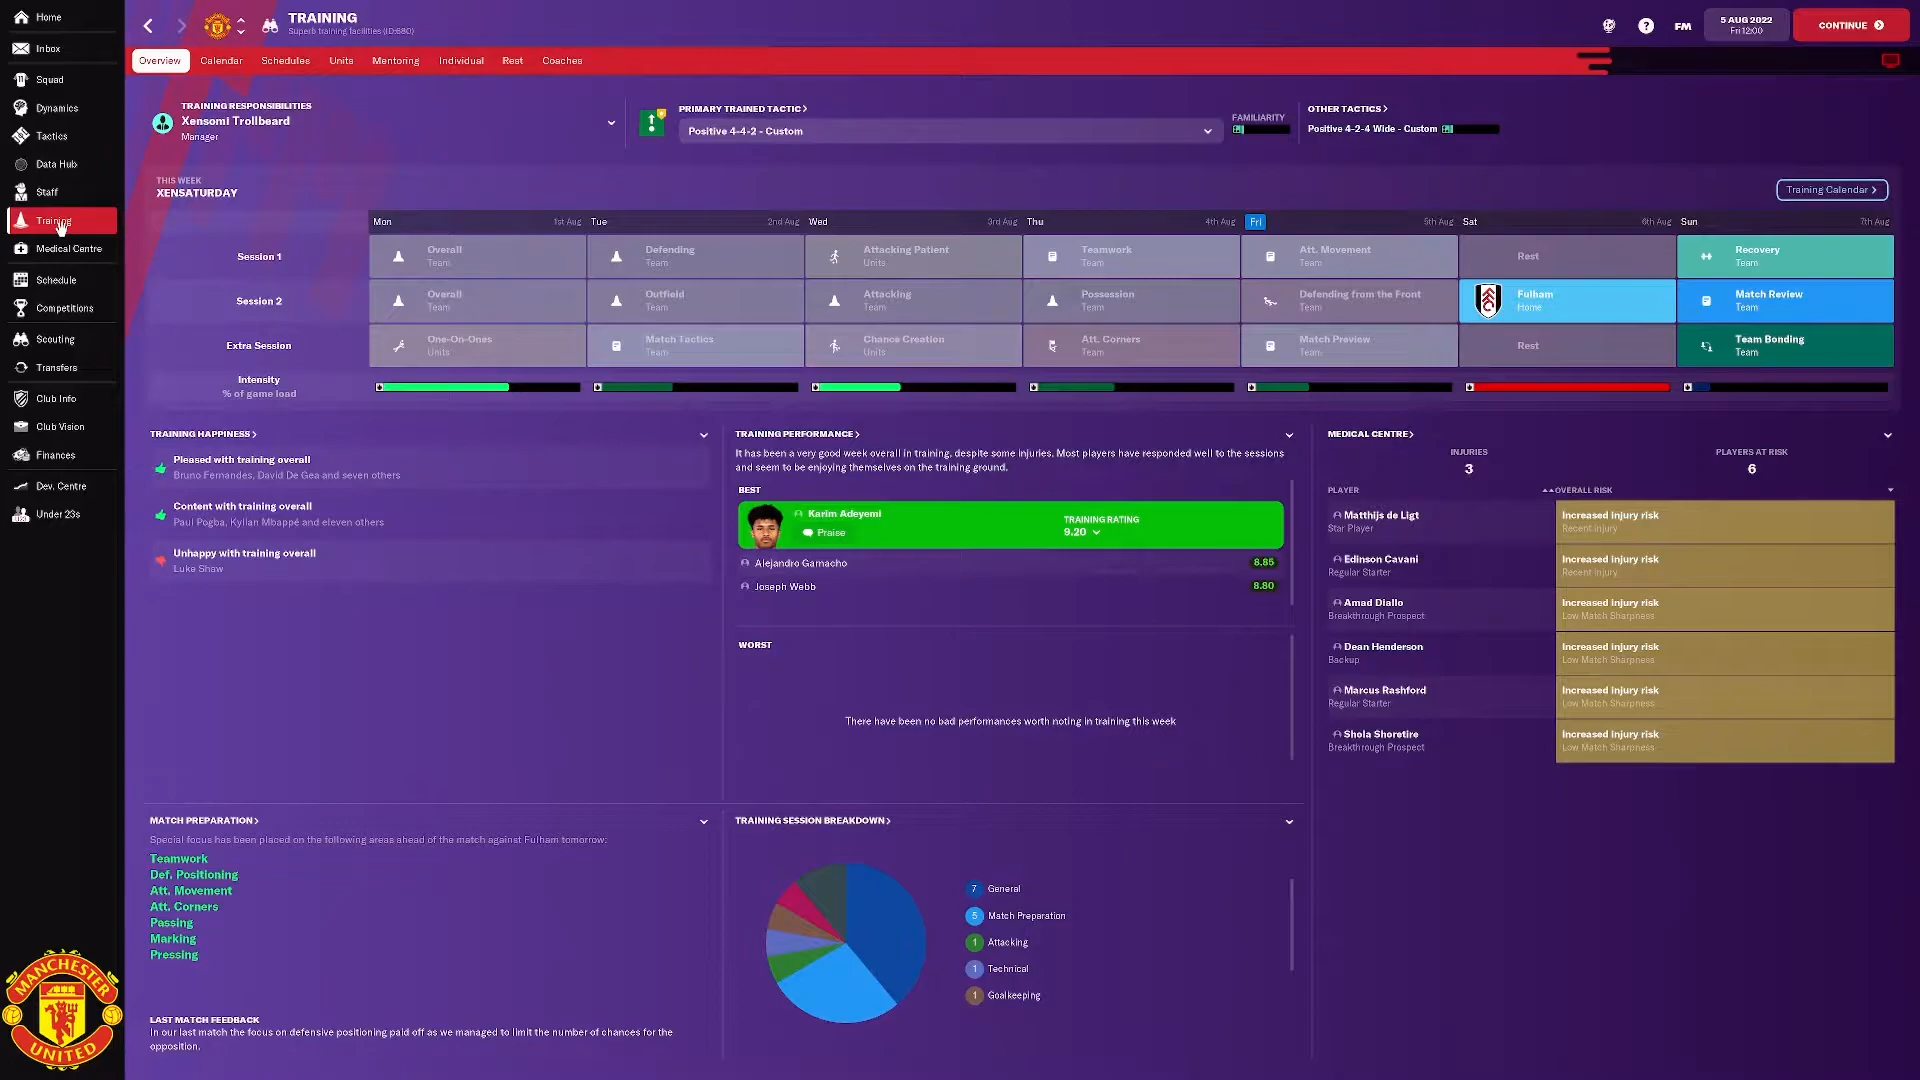 Home
Inbox
Squad
Dynamics
Tactics
Data Hub
Staff
Training
Medical Centre
Schedule
Competitions
Scouting
Transfers
Club Info
Club Vision
Finances
Dev. Centre
Under 23s
MANCHESTER
UNITED
TRAINING
Superb training facilities (ID:680)
FM
5 AUG 2022
Fri 12:00
CONTINUE
Overview Calendar Schedules Units Mentoring Individual Rest Coaches
TRAINING RESPONSIBILITIES
Xensomi Trollbeard
Manager
PRIMARY TRAINED TACTIC
Positive 4-4-2 - Custom
FAMILIARITY
OTHER TACTICS
Positive 4-2-4 Wide - Custom
THIS WEEK
XENSATURDAY
Training Calendar
Mon 1st Aug Tue 2nd Aug Wed 3rd Aug Thu 4th Aug Fri 5th Aug Sat 6th Aug Sun 7th Aug
Session 1
Overall
Team
Defending
Team
Attacking Patient
Units
Teamwork
Team
Att. Movement
Team
Rest
Recovery
Team
Session 2
Overall
Team
Outfield
Team
Attacking
Team
Possession
Team
Defending from the Front
Team
Fulham
Home
Match Review
Team
Extra Session
One-On-Ones
Units
Match Tactics
Team
Chance Creation
Units
Att. Corners
Team
Match Preview
Team
Rest
Team Bonding
Team
Intensity
% of game load
TRAINING HAPPINESS
Pleased with training overall
Bruno Fernandes, David De Gea and seven others
Content with training overall
Paul Pogba, Kylian Mbappé and eleven others
Unhappy with training overall
Luke Shaw
TRAINING PERFORMANCE
It has been a very good week overall in training, despite some injuries. Most players have responded well to the sessions
and seem to be enjoying themselves on the training ground.
BEST
Karim Adeyemi
Praise
TRAINING RATING
9.20
Alejandro Garnacho 8.85
Joseph Webb 8.80
WORST
There have been no bad performances worth noting in training this week
MEDICAL CENTRE
INJURIES
3
PLAYERS AT RISK
6
PLAYER OVERALL RISK
Matthijs de Ligt
Star Player
Increased injury risk
Recent Injury
Edinson Cavani
Regular Starter
Increased injury risk
Recent Injury
Amad Diallo
Breakthrough Prospect
Increased injury risk
Low Match Sharpness
Dean Henderson
Backup
Increased injury risk
Low Match Sharpness
Marcus Rashford
Regular Starter
Increased injury risk
Low Match Sharpness
Shola Shoretire
Breakthrough Prospect
Increased injury risk
Low Match Sharpness
MATCH PREPARATION
Special focus has been placed on the following areas ahead of the match against Fulham tomorrow:
Teamwork
Def. Positioning
Att. Movement
Att. Corners
Passing
Marking
Pressing
LAST MATCH FEEDBACK
In our last match the focus on defensive positioning paid off as we managed to limit the number of chances for the
opposition.
TRAINING SESSION BREAKDOWN
7 General
5 Match Preparation
1 Attacking
1 Technical
1 Goalkeeping